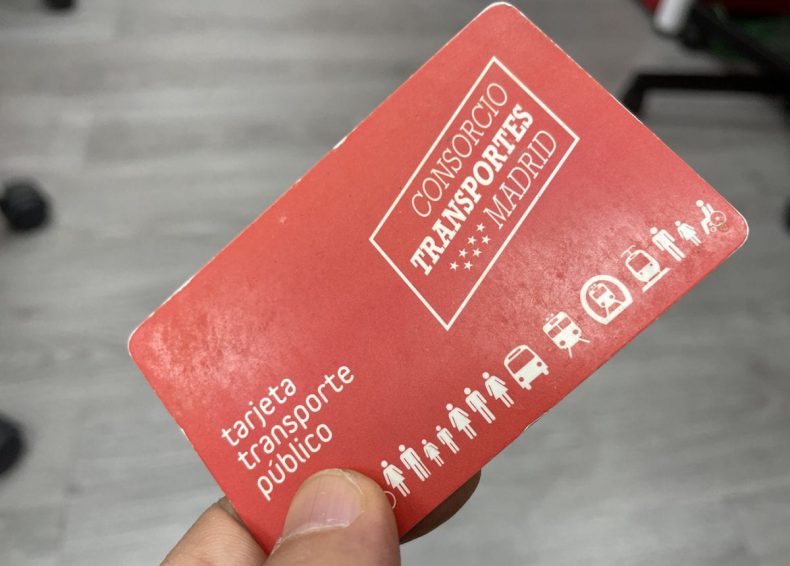 CONSORCIO
TRANSPORTES
MADRID
tarjeta
transporte
público